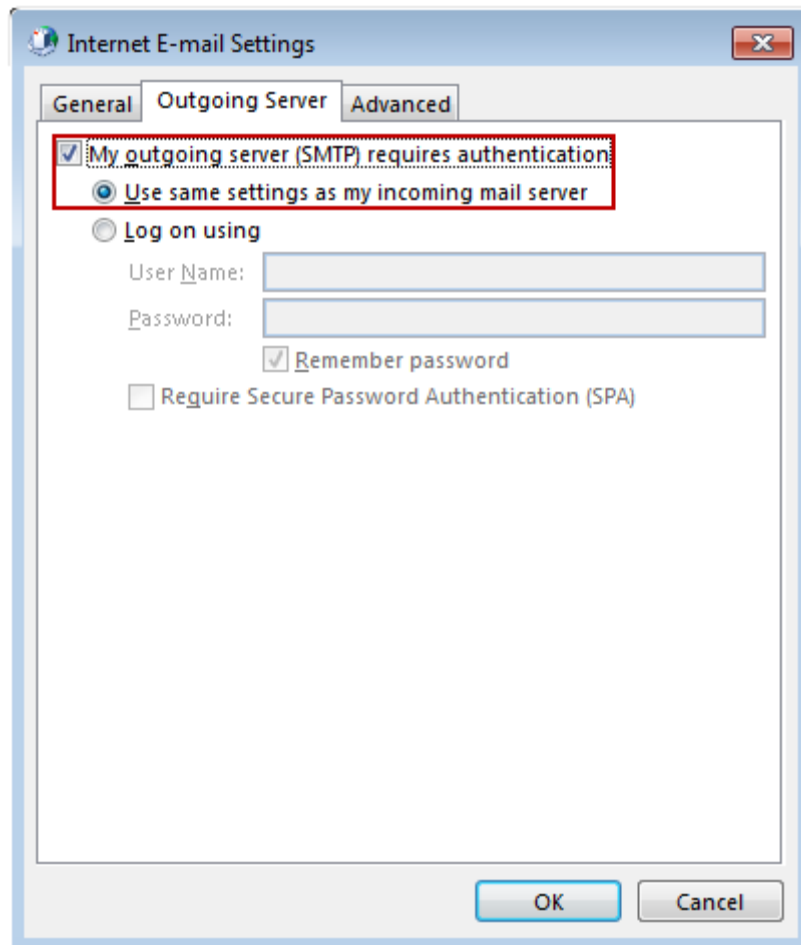 Internet E-mail Settings
General Outgoing Server Advanced
My outgoing server (SMTP) requires authentication
Use same settings as my incoming mail server
Log on using
User Name:
Password:
Remember password
Require Secure Password Authentication (SPA)
OK Cancel